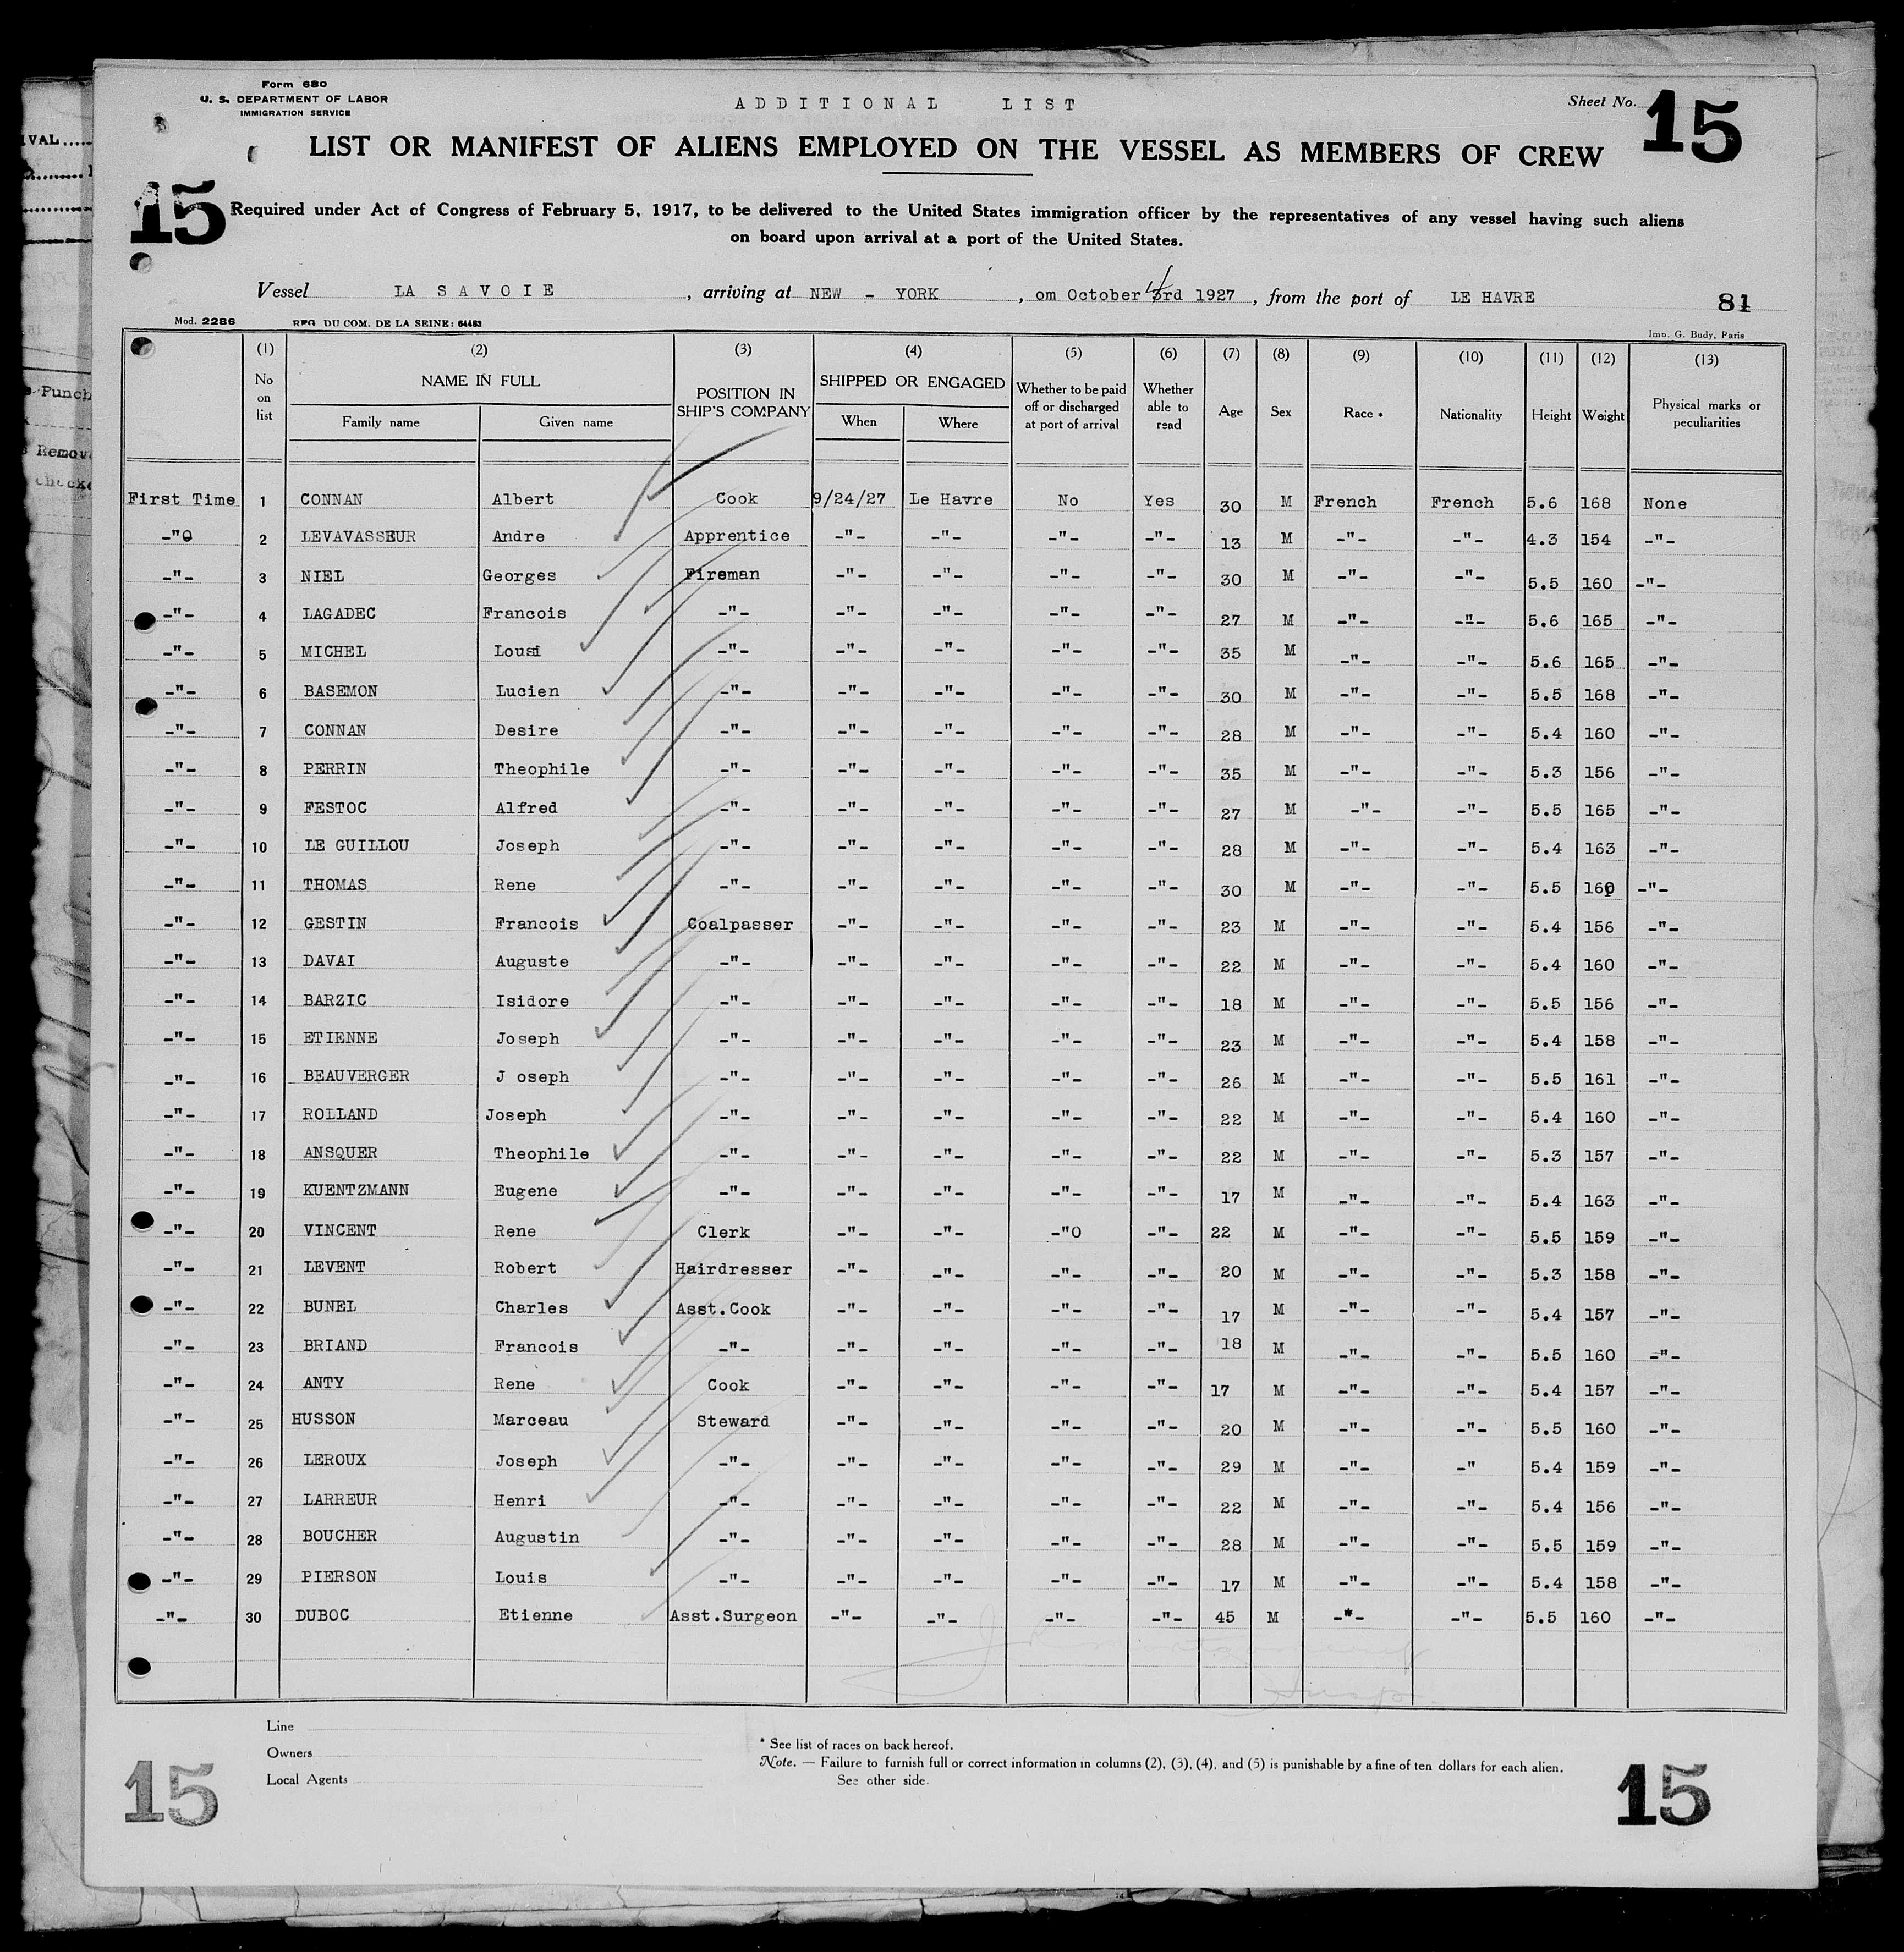 Form 680
U. S. DEPARTMENT OF LABOR
IMMIGRATION SERVICE
ADDITIONAL LIST
Sheet No. 15
LIST OR MANIFEST OF ALIENS EMPLOYED ON THE VESSEL AS MEMBERS OF CREW
15
Required under Act of Congress of February 5, 1917, to be delivered to the United States immigration officer by the representatives of any vessel having such aliens
on board upon arrival at a port of the United States.
Vessel LA SAVOIE , arriving at NEW - YORK , om October 4 3rd 1927 , from the port of LE HAVRE 81
Mod. 2286 REG. DU COM. DE LA SEINE: 64483 Imp. G. Budy, Paris
(1) (2) (3) (4) (5) (6) (7) (8) (9) (10) (11) (12) (13)
No on list NAME IN FULL Family name Given name POSITION IN SHIP'S COMPANY SHIPPED OR ENGAGED When Where Whether to be paid off or discharged at port of arrival Whether able to read Age Sex Race * Nationality Height Weight Physical marks or peculiarities
First Time 1 CONNAN Albert Cook 9/24/27 Le Havre No Yes 30 M French French 5.6 168 None
-"0 2 LEVAVASSEUR Andre Apprentice -"- -"- -"- -"- 13 M -"- -"- 4.3 154 -"-
-"- 3 NIEL Georges Fireman -"- -"- -"- -"- 30 M -"- -"- 5.5 160 -"-
-"- 4 LAGADEC Francois -"- -"- -"- -"- -"- 27 M -"- -"- 5.6 165 -"-
-"- 5 MICHEL Lousi -"- -"- -"- -"- -"- 35 M -"- -"- 5.6 165 -"-
-"- 6 BASEMON Lucien -"- -"- -"- -"- -"- 30 M -"- -"- 5.5 168 -"-
-"- 7 CONNAN Desire -"- -"- -"- -"- -"- 28 M -"- -"- 5.4 160 -"-
-"- 8 PERRIN Theophile -"- -"- -"- -"- -"- 35 M -"- -"- 5.3 156 -"-
-"- 9 FESTOC Alfred -"- -"- -"- -"- -"- 27 M -"- -"- 5.5 165 -"-
-"- 10 LE GUILLOU Joseph -"- -"- -"- -"- -"- 28 M -"- -"- 5.4 163 -"-
-"- 11 THOMAS Rene -"- -"- -"- -"- -"- 30 M -"- -"- 5.5 160 -"-
-"- 12 GESTIN Francois Coalpasser -"- -"- -"- -"- 23 M -"- -"- 5.4 156 -"-
-"- 13 DAVAI Auguste -"- -"- -"- -"- -"- 22 M -"- -"- 5.4 160 -"-
-"- 14 BARZIC Isidore -"- -"- -"- -"- -"- 18 M -"- -"- 5.5 156 -"-
-"- 15 ETIENNE Joseph -"- -"- -"- -"- -"- 23 M -"- -"- 5.4 158 -"-
-"- 16 BEAUVERGER J oseph -"- -"- -"- -"- -"- 26 M -"- -"- 5.5 161 -"-
-"- 17 ROLLAND Joseph -"- -"- -"- -"- -"- 22 M -"- -"- 5.4 160 -"-
-"- 18 ANSQUER Theophile -"- -"- -"- -"- -"- 22 M -"- -"- 5.3 157 -"-
-"- 19 KUENTZMANN Eugene -"- -"- -"- -"- -"- 17 M -"- -"- 5.4 163 -"-
-"- 20 VINCENT Rene Clerk -"- -"- -"0 -"- 22 M -"- -"- 5.5 159 -"-
-"- 21 LEVENT Robert Hairdresser -"- -"- -"- -"- 20 M -"- -"- 5.3 158 -"-
-"- 22 BUNEL Charles Asst.Cook -"- -"- -"- -"- 17 M -"- -"- 5.4 157 -"-
-"- 23 BRIAND Francois -"- -"- -"- -"- -"- 18 M -"- -"- 5.5 160 -"-
-"- 24 ANTY Rene Cook -"- -"- -"- -"- 17 M -"- -"- 5.4 157 -"-
-"- 25 HUSSON Marceau Steward -"- -"- -"- -"- 20 M -"- -"- 5.5 160 -"-
-"- 26 LEROUX Joseph -"- -"- -"- -"- -"- 29 M -"- -" 5.4 159 -"-
-"- 27 LARREUR Henri -"- -"- -"- -"- -"- 22 M -"- -"- 5.4 156 -"-
-"- 28 BOUCHER Augustin -"- -"- -"- -"- -"- 28 M -"- -"- 5.5 159 -"-
-"- 29 PIERSON Louis -"- -"- -"- -"- -"- 17 M -"- -"- 5.4 158 -"-
-"- 30 DUBOC Etienne Asst.Surgeon -"- -"- -"- -"- 45 M -"- -"- 5.5 160 -"-
Line
Owners
Local Agents
* See list of races on back hereof.
Note. — Failure to furnish full or correct information in columns (2), (3), (4), and (5) is punishable by a fine of ten dollars for each alien.
See other side.
15
15